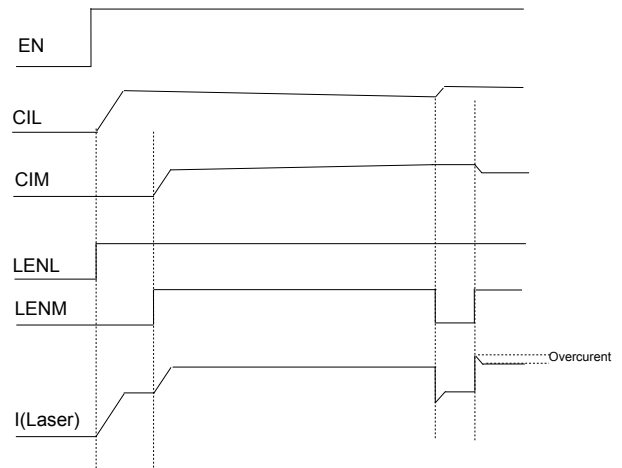 EN
CIL
CIM
LENL
LENM
Overcurent
I(Laser)